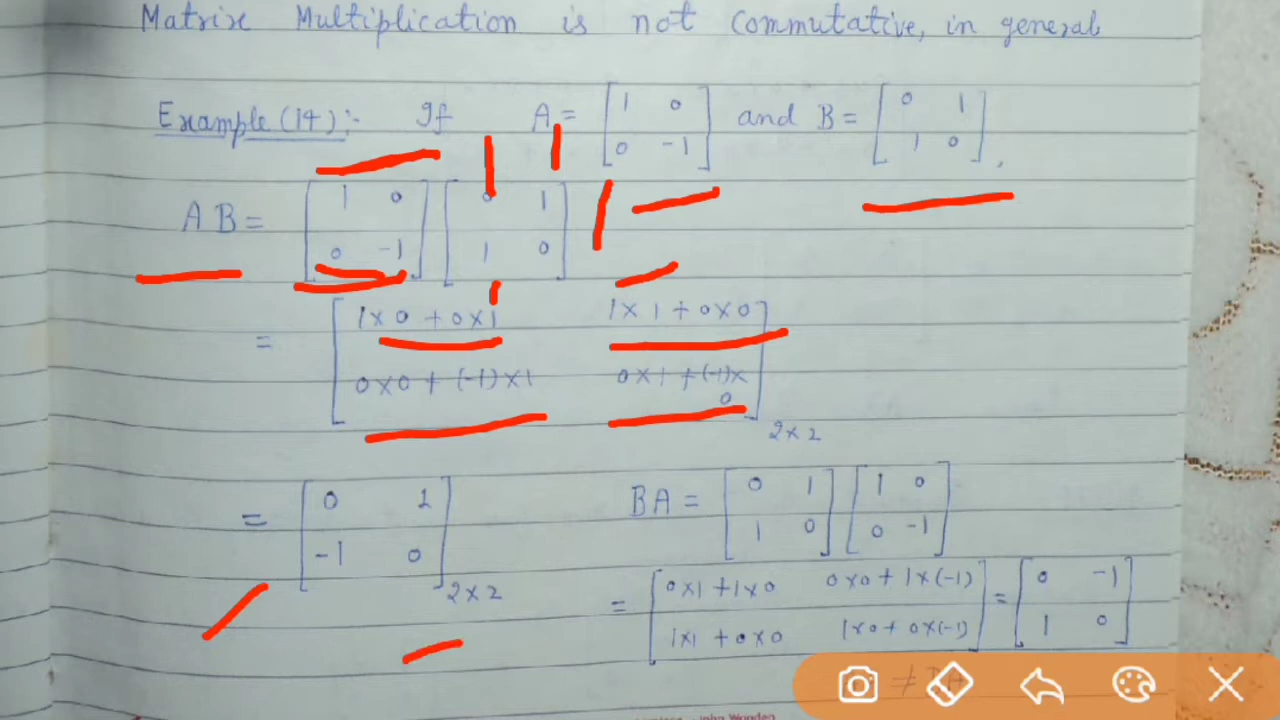 Matrix Multiplication is not commutative, in general
Example (14):- If A = [1 0 0 -1] and B = [0 1 1 0],
AB = [1 0 0 -1] [0 1 1 0]
= [1×0+0×1 1×1+0×0
0×0+(-1)×1 0×1+(-1)×0]2×2
= [0 1 -1 0]2×2
BA = [0 1 1 0] [1 0 0 -1]
= [0×1+1×0 0×0+1×(-1)
1×1+0×0 1×0+0×(-1)] = [0 -1 1 0]
≠